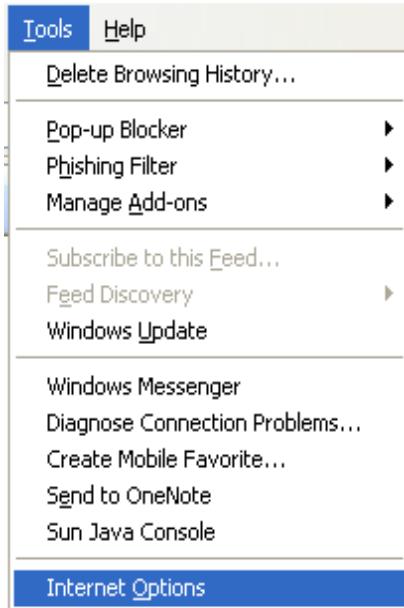 Tools Help
Delete Browsing History...
Pop-up Blocker
Phishing Filter
Manage Add-ons
Subscribe to this Feed...
Feed Discovery
Windows Update
Windows Messenger
Diagnose Connection Problems...
Create Mobile Favorite...
Send to OneNote
Sun Java Console
Internet Options